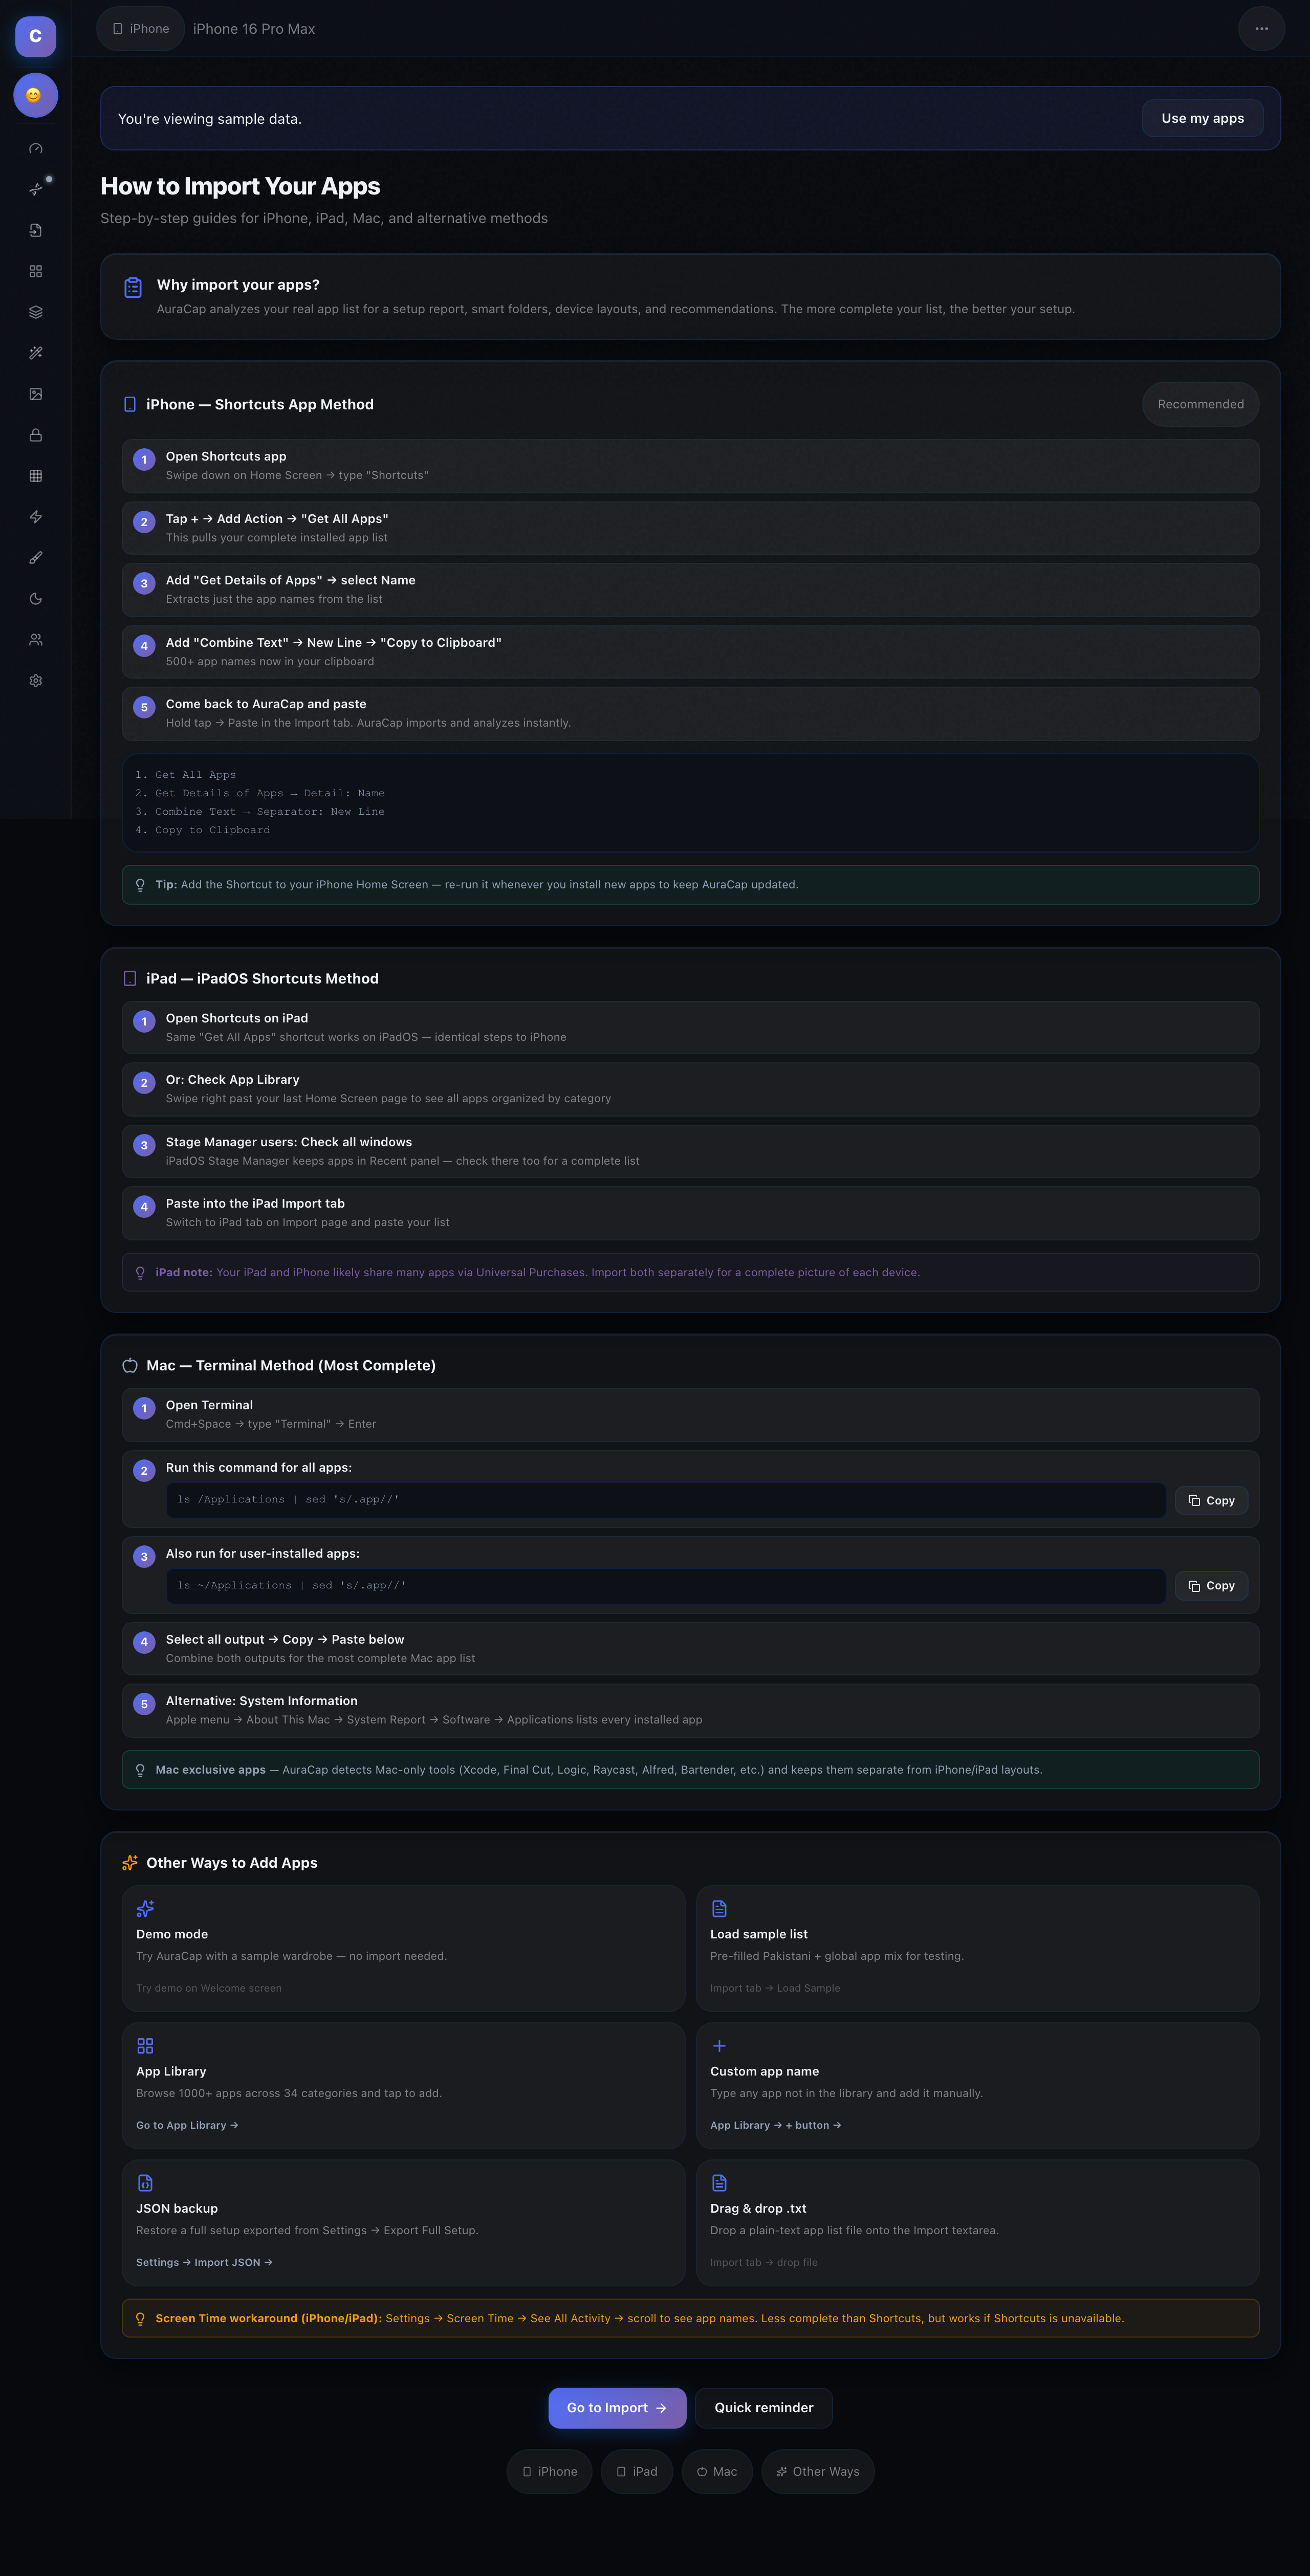 C
iPhone
iPhone 16 Pro Max
You're viewing sample data.
Use my apps
How to Import Your Apps
Step-by-step guides for iPhone, iPad, Mac, and alternative methods
Why import your apps?
AuraCap analyzes your real app list for a setup report, smart folders, device layouts, and recommendations. The more complete your list, the better your setup.
iPhone — Shortcuts App Method
Recommended
1
Open Shortcuts app
Swipe down on Home Screen → type "Shortcuts"
2
Tap + → Add Action → "Get All Apps"
This pulls your complete installed app list
3
Add "Get Details of Apps" → select Name
Extracts just the app names from the list
4
Add "Combine Text" → New Line → "Copy to Clipboard"
500+ app names now in your clipboard
5
Come back to AuraCap and paste
Hold tap → Paste in the Import tab. AuraCap imports and analyzes instantly.
1. Get All Apps
2. Get Details of Apps → Detail: Name
3. Combine Text → Separator: New Line
4. Copy to Clipboard
Tip: Add the Shortcut to your iPhone Home Screen — re-run it whenever you install new apps to keep AuraCap updated.
iPad — iPadOS Shortcuts Method
1
Open Shortcuts on iPad
Same "Get All Apps" shortcut works on iPadOS — identical steps to iPhone
2
Or: Check App Library
Swipe right past your last Home Screen page to see all apps organized by category
3
Stage Manager users: Check all windows
iPadOS Stage Manager keeps apps in Recent panel — check there too for a complete list
4
Paste into the iPad Import tab
Switch to iPad tab on Import page and paste your list
iPad note: Your iPad and iPhone likely share many apps via Universal Purchases. Import both separately for a complete picture of each device.
Mac — Terminal Method (Most Complete)
1
Open Terminal
Cmd+Space → type "Terminal" → Enter
2
Run this command for all apps:
ls /Applications | sed 's/.app//'
Copy
3
Also run for user-installed apps:
ls ~/Applications | sed 's/.app//'
Copy
4
Select all output → Copy → Paste below
Combine both outputs for the most complete Mac app list
5
Alternative: System Information
Apple menu → About This Mac → System Report → Software → Applications lists every installed app
Mac exclusive apps — AuraCap detects Mac-only tools (Xcode, Final Cut, Logic, Raycast, Alfred, Bartender, etc.) and keeps them separate from iPhone/iPad layouts.
Other Ways to Add Apps
Demo mode
Try AuraCap with a sample wardrobe — no import needed.
Try demo on Welcome screen
Load sample list
Pre-filled Pakistani + global app mix for testing.
Import tab → Load Sample
App Library
Browse 1000+ apps across 34 categories and tap to add.
Go to App Library →
Custom app name
Type any app not in the library and add it manually.
App Library → + button →
JSON backup
Restore a full setup exported from Settings → Export Full Setup.
Settings → Import JSON →
Drag & drop .txt
Drop a plain-text app list file onto the Import textarea.
Import tab → drop file
Screen Time workaround (iPhone/iPad): Settings → Screen Time → See All Activity → scroll to see app names. Less complete than Shortcuts, but works if Shortcuts is unavailable.
Go to Import →
Quick reminder
iPhone
iPad
Mac
Other Ways